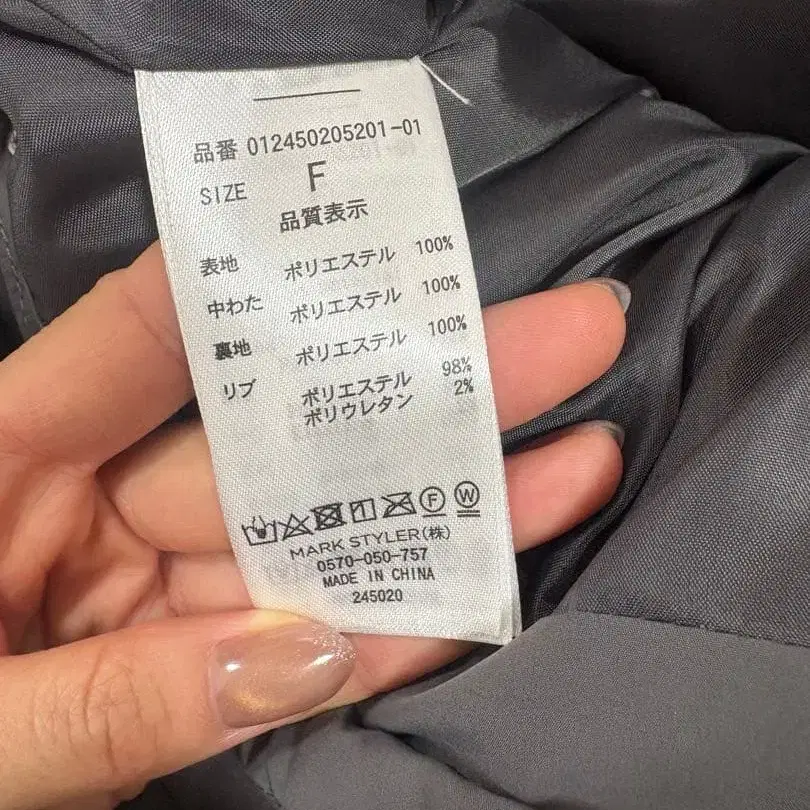 品番 012450205201-01
SIZE F
品質表示
表地 ポリエステル 100%
中わた ポリエステル 100%
裏地 ポリエステル 100%
リブ ポリエステル 98%
ポリウレタン 2%
F W
MARK STYLER(株)
0570-050-757
MADE IN CHINA
245020